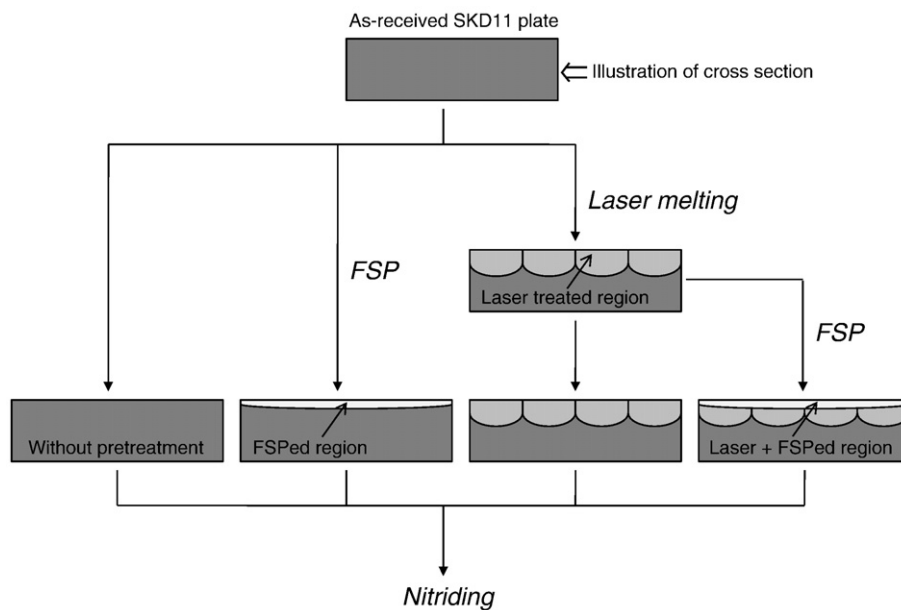 As-received SKD11 plate
Illustration of cross section
Laser melting
FSP
Laser treated region
FSP
Without pretreatment
FSPed region
Laser + FSPed region
Nitriding